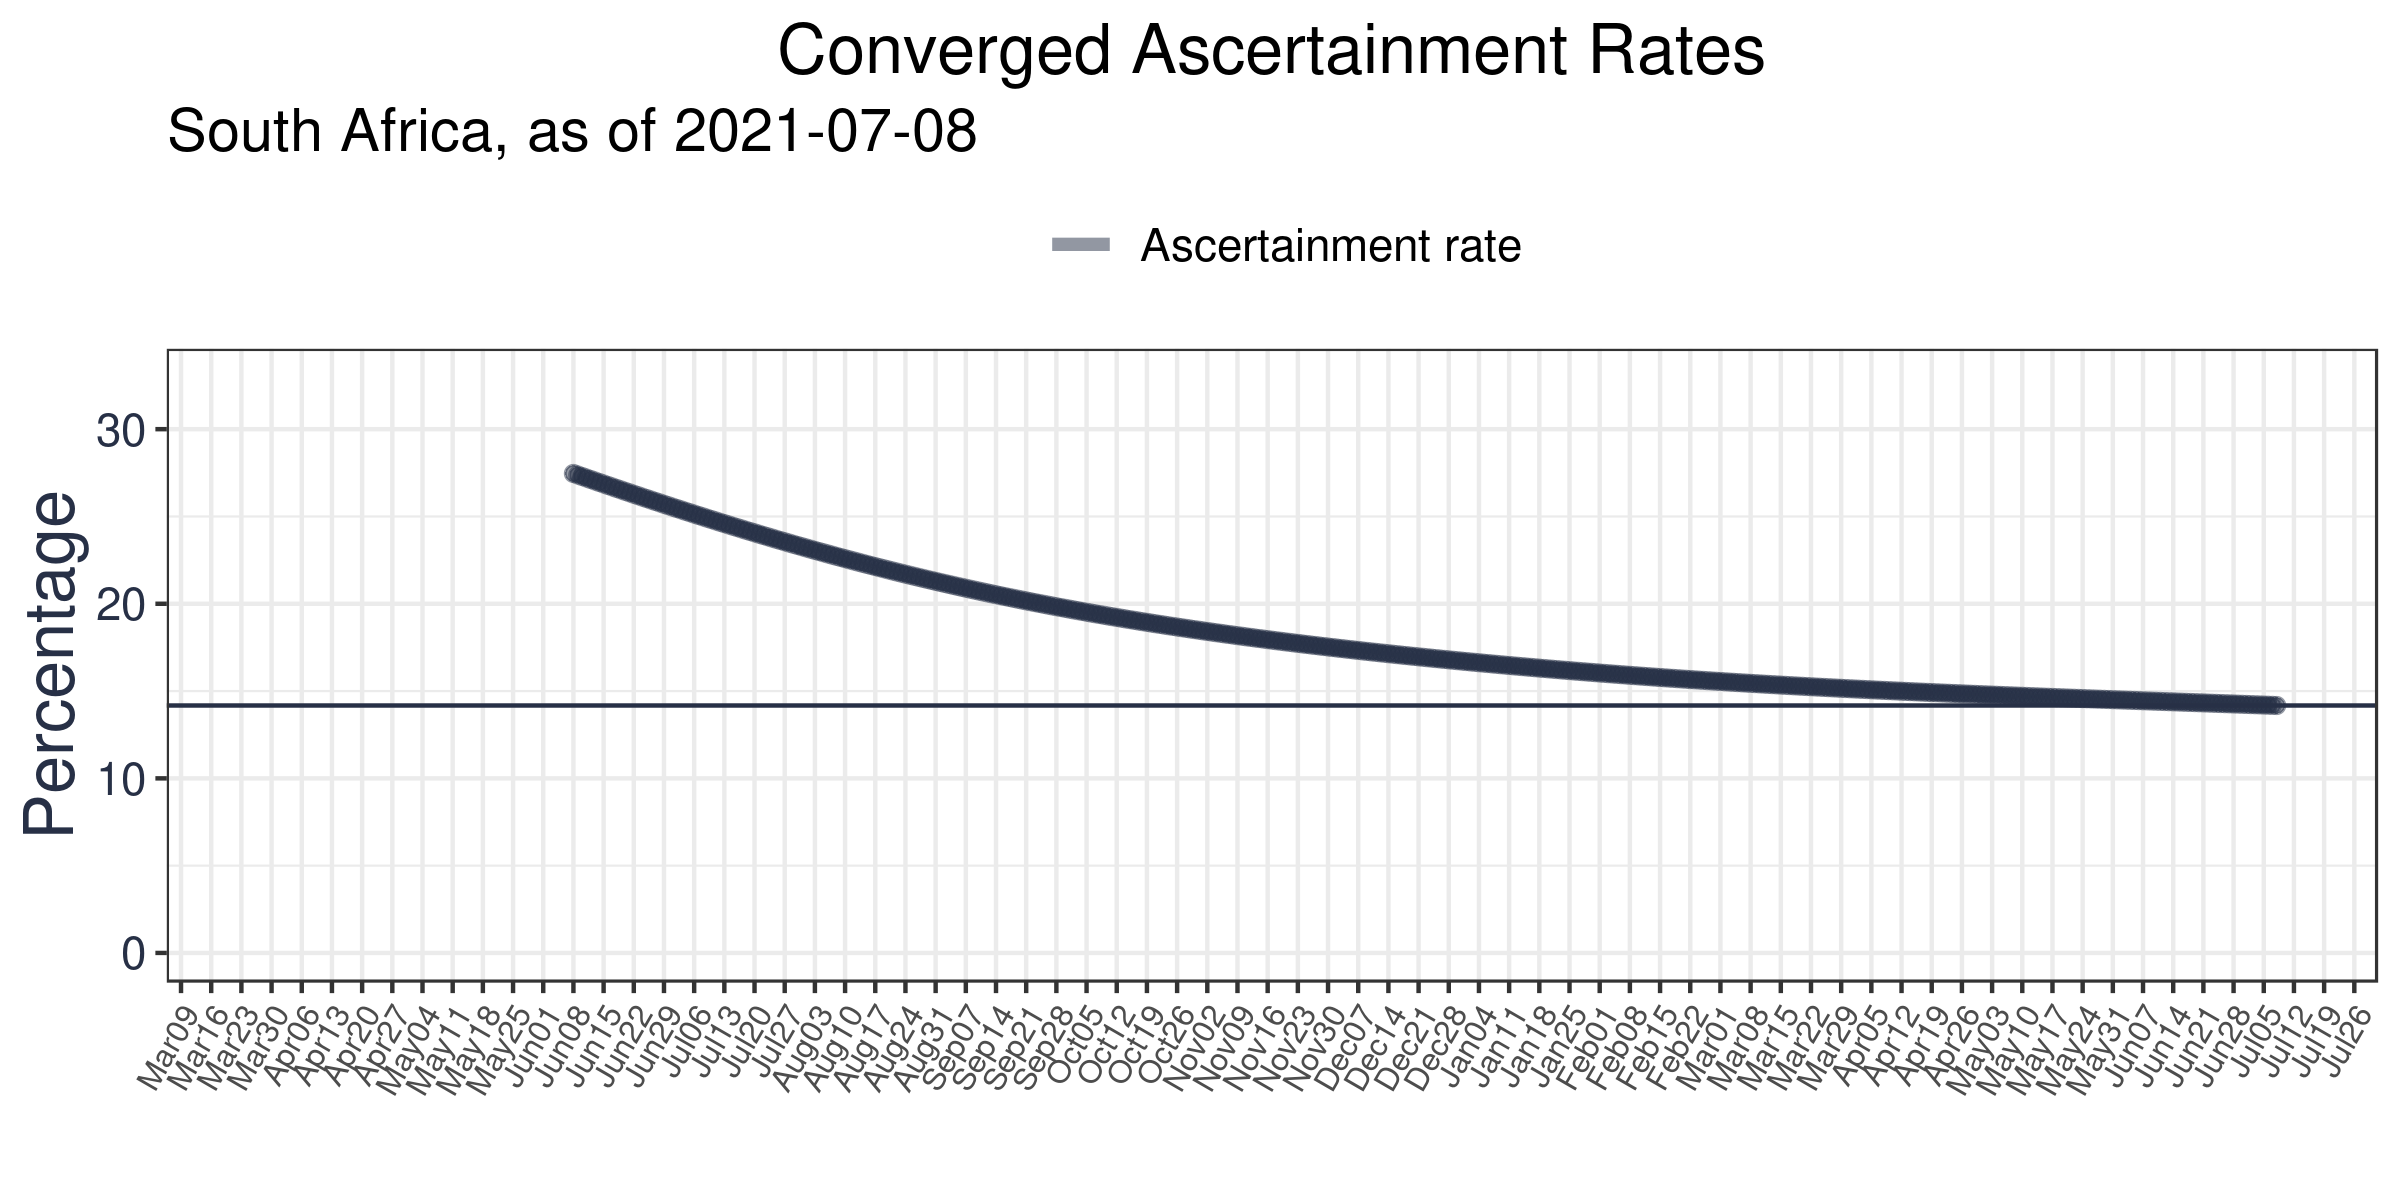 Converged Ascertainment Rates
South Africa, as of 2021-07-08
Ascertainment rate
Percentage
30
20
10
0
Mar09 Mar16 Mar23 Mar30 Apr06 Apr13 Apr20 Apr27 May04 May11 May18 May25 Jun01 Jun08 Jun15 Jun22 Jun29 Jul06 Jul13 Jul20 Jul27 Aug03 Aug10 Aug17 Aug24 Aug31 Sep07 Sep14 Sep21 Sep28 Oct05 Oct12 Oct19 Oct26 Nov02 Nov09 Nov16 Nov23 Nov30 Dec07 Dec14 Dec21 Dec28 Jan04 Jan11 Jan18 Jan25 Feb01 Feb08 Feb15 Feb22 Mar01 Mar08 Mar15 Mar22 Mar29 Apr05 Apr12 Apr19 Apr26 May03 May10 May17 May24 May31 Jun07 Jun14 Jun21 Jun28 Jul05 Jul12 Jul19 Jul26